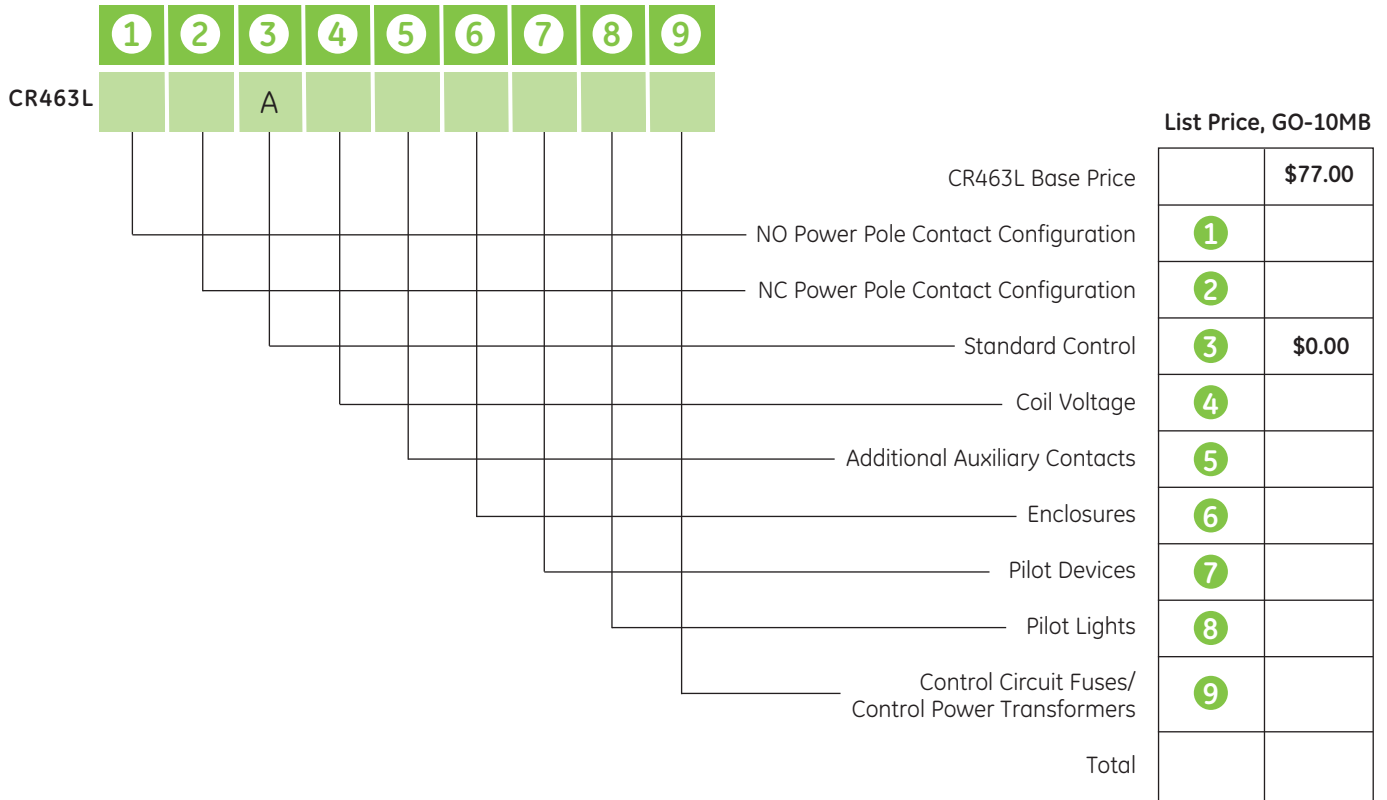 1 2 3 4 5 6 7 8 9
CR463L A
List Price, GO-10MB
CR463L Base Price $77.00
NO Power Pole Contact Configuration 1
NC Power Pole Contact Configuration 2
Standard Control 3 $0.00
Coil Voltage 4
Additional Auxiliary Contacts 5
Enclosures 6
Pilot Devices 7
Pilot Lights 8
Control Circuit Fuses/
Control Power Transformers 9
Total